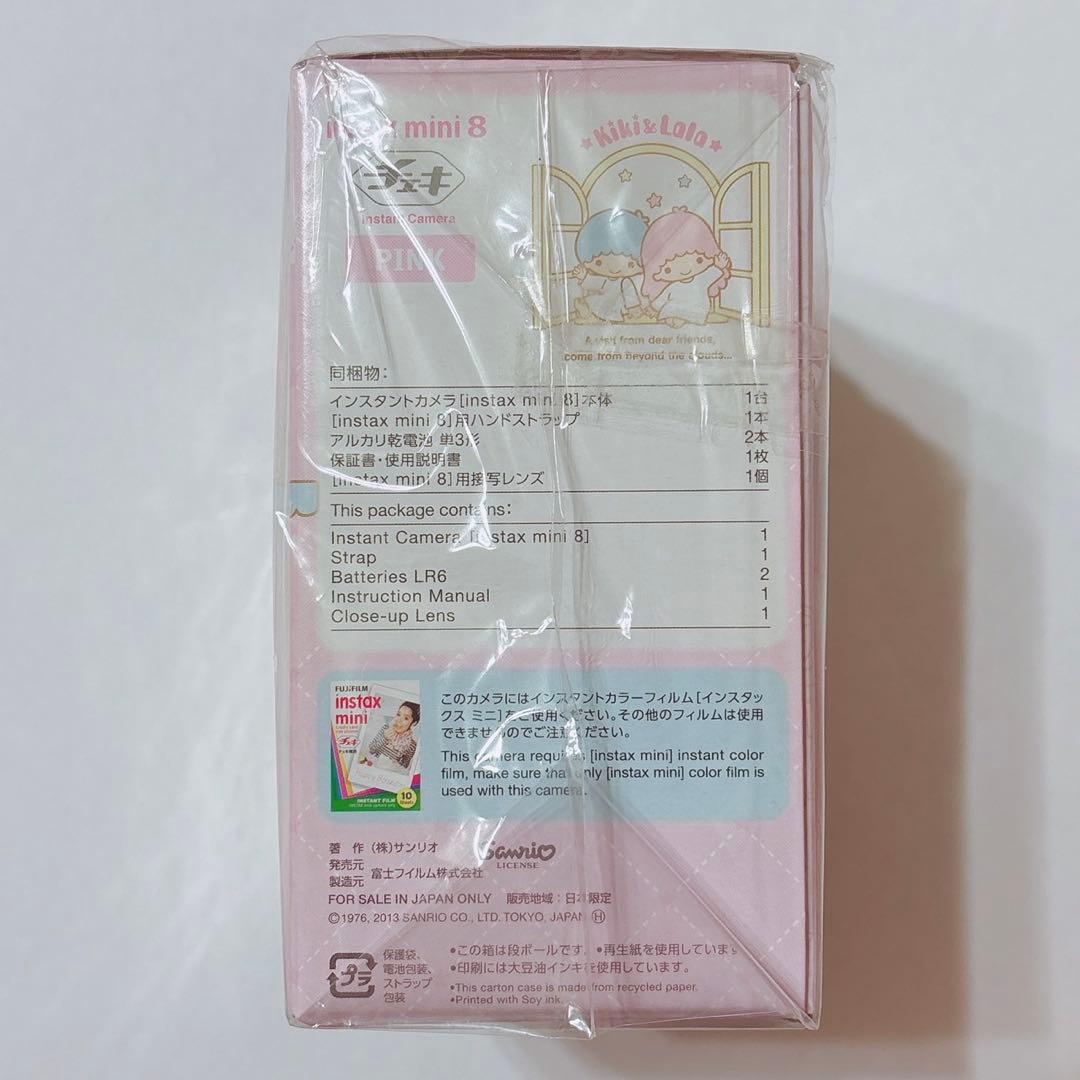 instax mini 8
チェキ
Instant Camera
PINK
Kiki & Lala
A visit from dear friends,
come from beyond the clouds...
同梱物:
インスタントカメラ[instax mini 8]本体 1台
[instax mini 8]用ハンドストラップ 1本
アルカリ乾電池 単3形 2本
保証書・使用説明書 1枚
[instax mini 8]用接写レンズ 1個
This package contains:
Instant Camera [instax mini 8] 1
Strap 1
Batteries LR6 2
Instruction Manual 1
Close-up Lens 1
FUJIFILM
instax
mini
チェキ
INSTANT FILM
10
このカメラにはインスタントカラーフィルム[インスタッ
クス ミニ]をご使用ください。その他のフィルムは使用
できませんのでご注意ください。
This camera requires [instax mini] instant color
film, make sure that only [instax mini] color film is
used with this camera.
著 作 (株)サンリオ
発売元
製造元 富士フイルム株式会社
Sanrio
LICENSE
FOR SALE IN JAPAN ONLY 販売地域:日本限定
©1976, 2013 SANRIO CO., LTD. TOKYO, JAPAN Ⓗ
プラ
保護袋、
電池包装、
ストラップ
包装
•この箱は段ボールです。 •再生紙を使用しています
•印刷には大豆油インキを使用しています。
•This carton case is made from recycled paper.
•Printed with Soy ink.